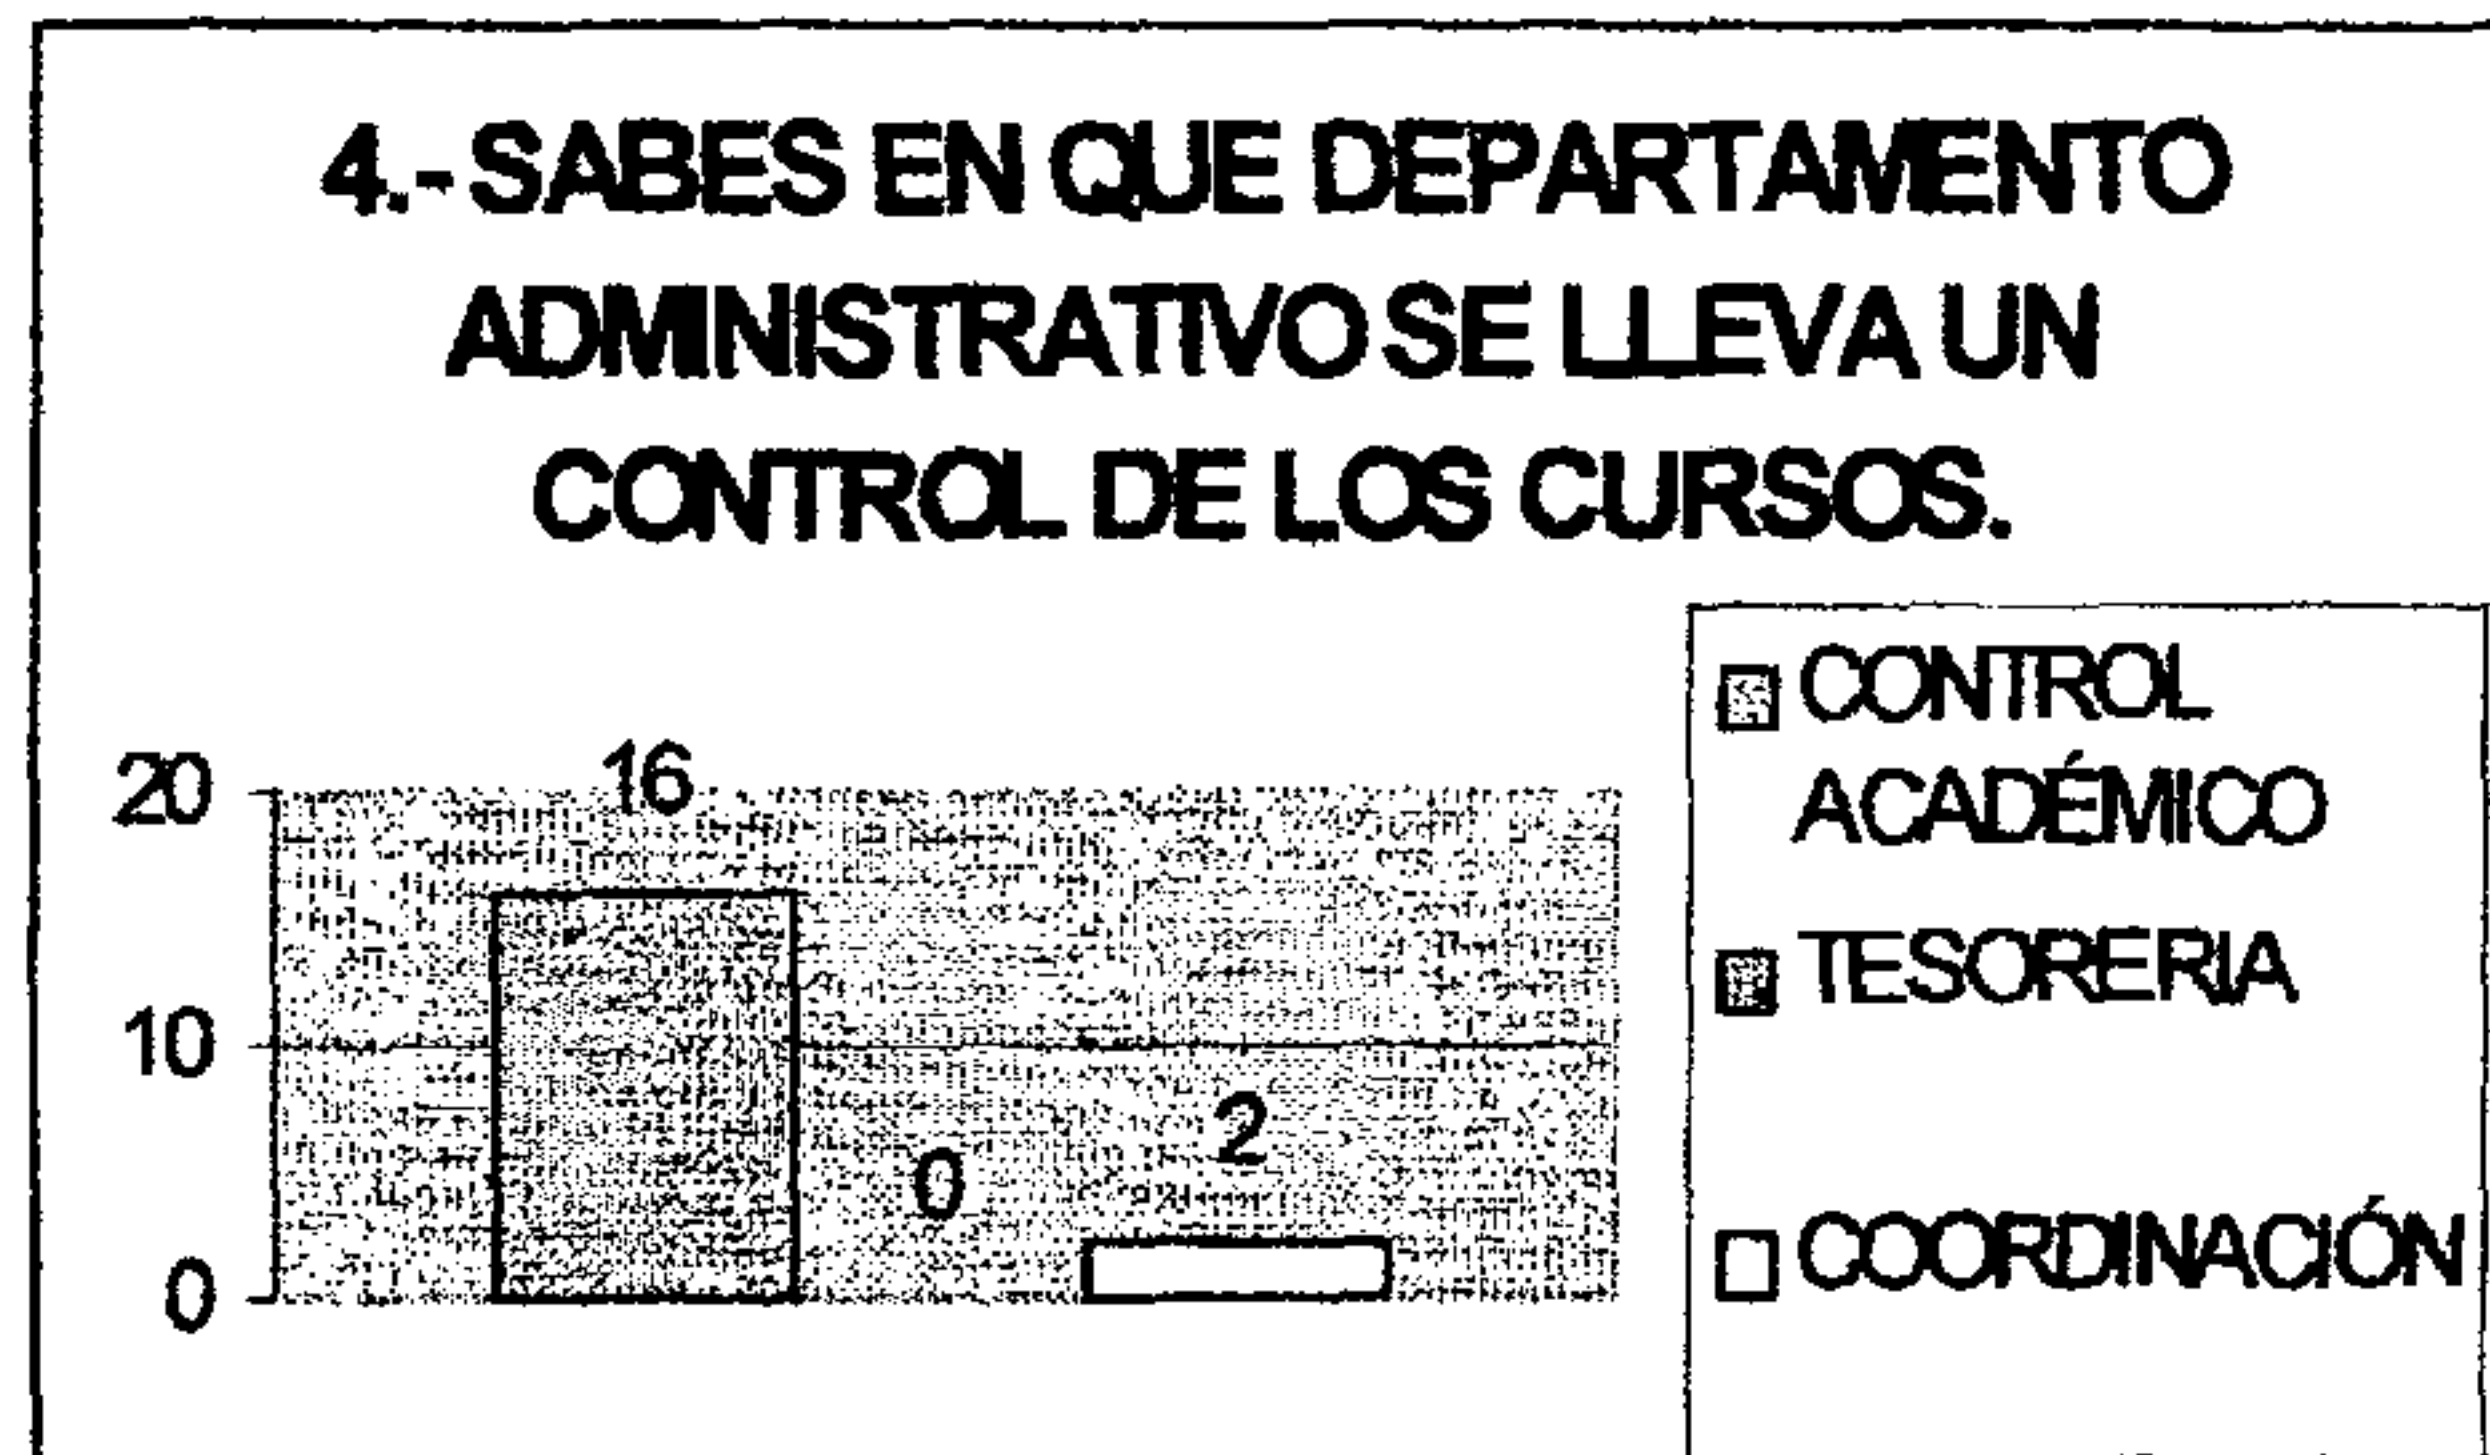 4.- SABES EN QUE DEPARTAMENTO
ADMINISTRATIVO SE LLEVA UN
CONTROL DE LOS CURSOS.
20
10
0
16
0
2
CONTROL
ACADÉMICO
TESORERIA
COORDINACIÓN